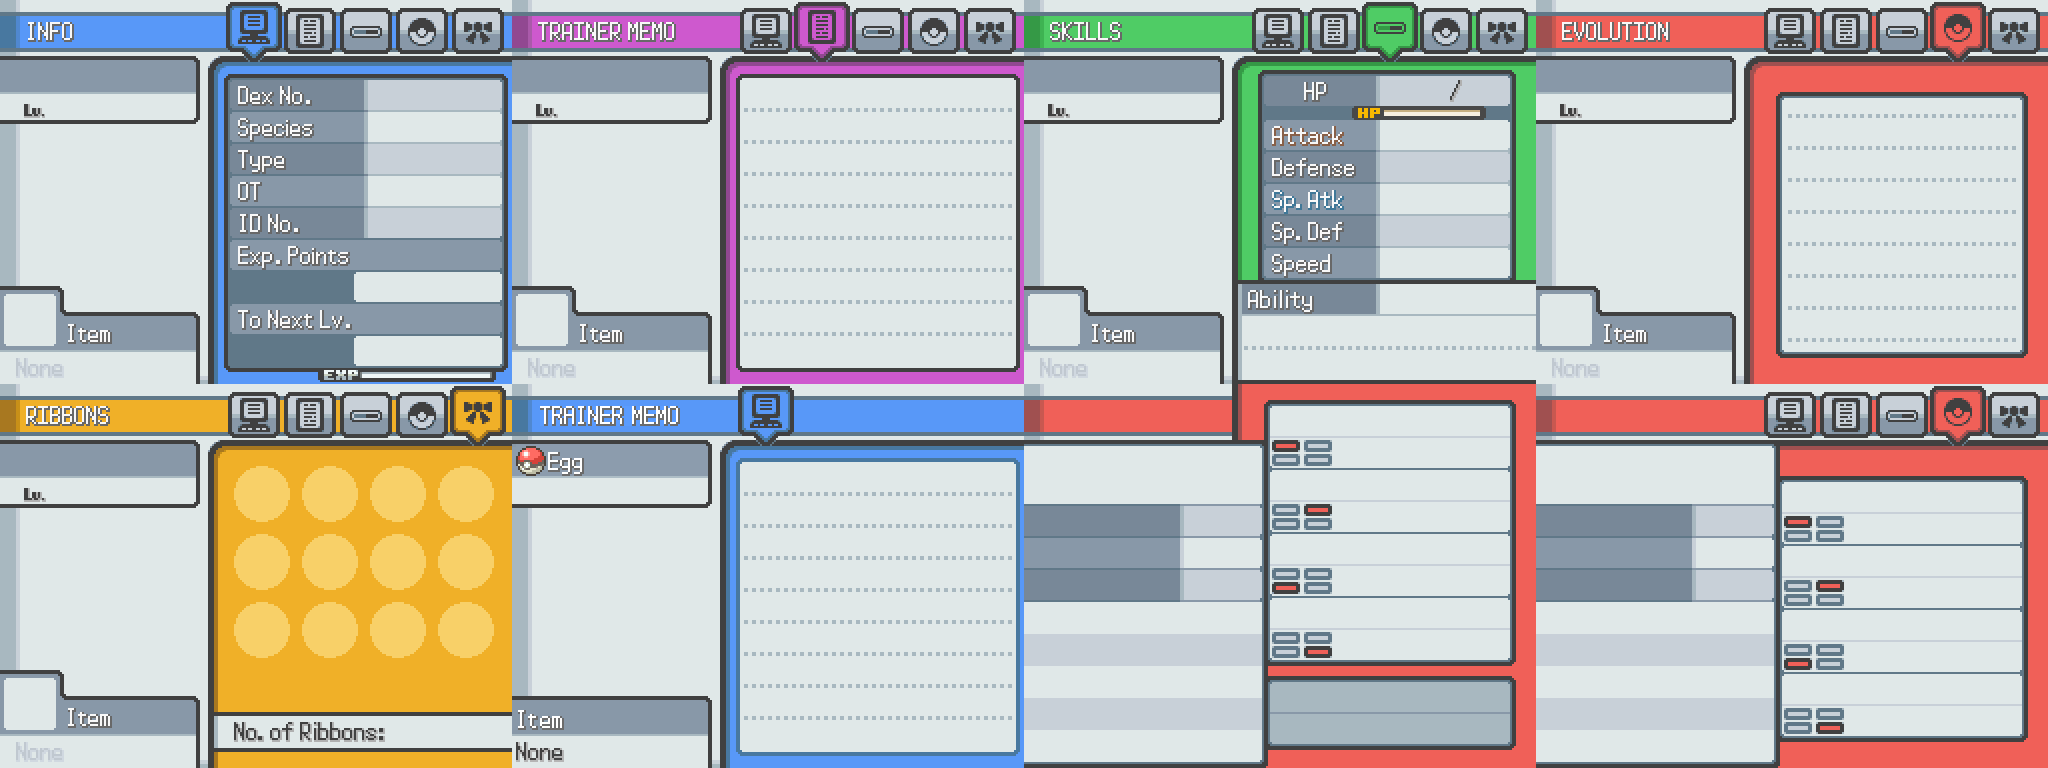 INFO
Lv.
Dex No.
Species
Type
OT
ID No.
Exp. Points
To Next Lv.
EXP
Item
None
TRAINER MEMO
Lv.
Item
None
SKILLS
Lv.
HP /
HP
Attack
Defense
Sp. Atk
Sp. Def
Speed
Ability
Item
None
EVOLUTION
Lv.
Item
None
RIBBONS
Lv.
Item
None
No. of Ribbons:
TRAINER MEMO
Egg
Item
None